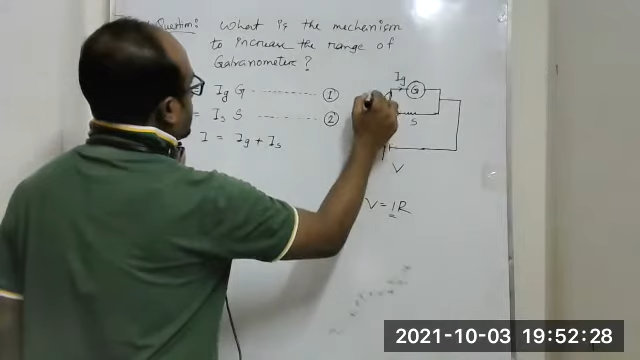 Question: What is the mechanism
to increase the range of
Galvanometer?
= Ig G ---------- ①
= Is S ---------- ②
I = Ig + Is
Ig
G
S
V
V = IR
2021-10-03 19:52:28